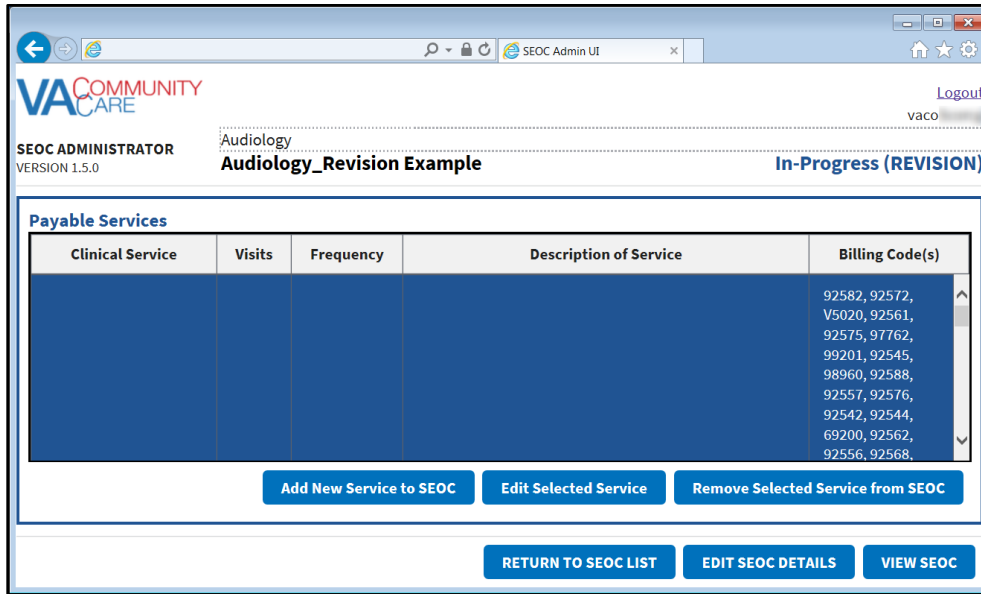 SEOC Admin UI
VA COMMUNITY CARE
Logout
vaco
SEOC ADMINISTRATOR
VERSION 1.5.0
Audiology
Audiology_Revision Example
In-Progress (REVISION)
Payable Services
Clinical Service Visits Frequency Description of Service Billing Code(s)
92582, 92572,
V5020, 92561,
92575, 97762,
99201, 92545,
98960, 92588,
92557, 92576,
92542, 92544,
69200, 92562,
92556, 92568,
Add New Service to SEOC Edit Selected Service Remove Selected Service from SEOC
RETURN TO SEOC LIST EDIT SEOC DETAILS VIEW SEOC